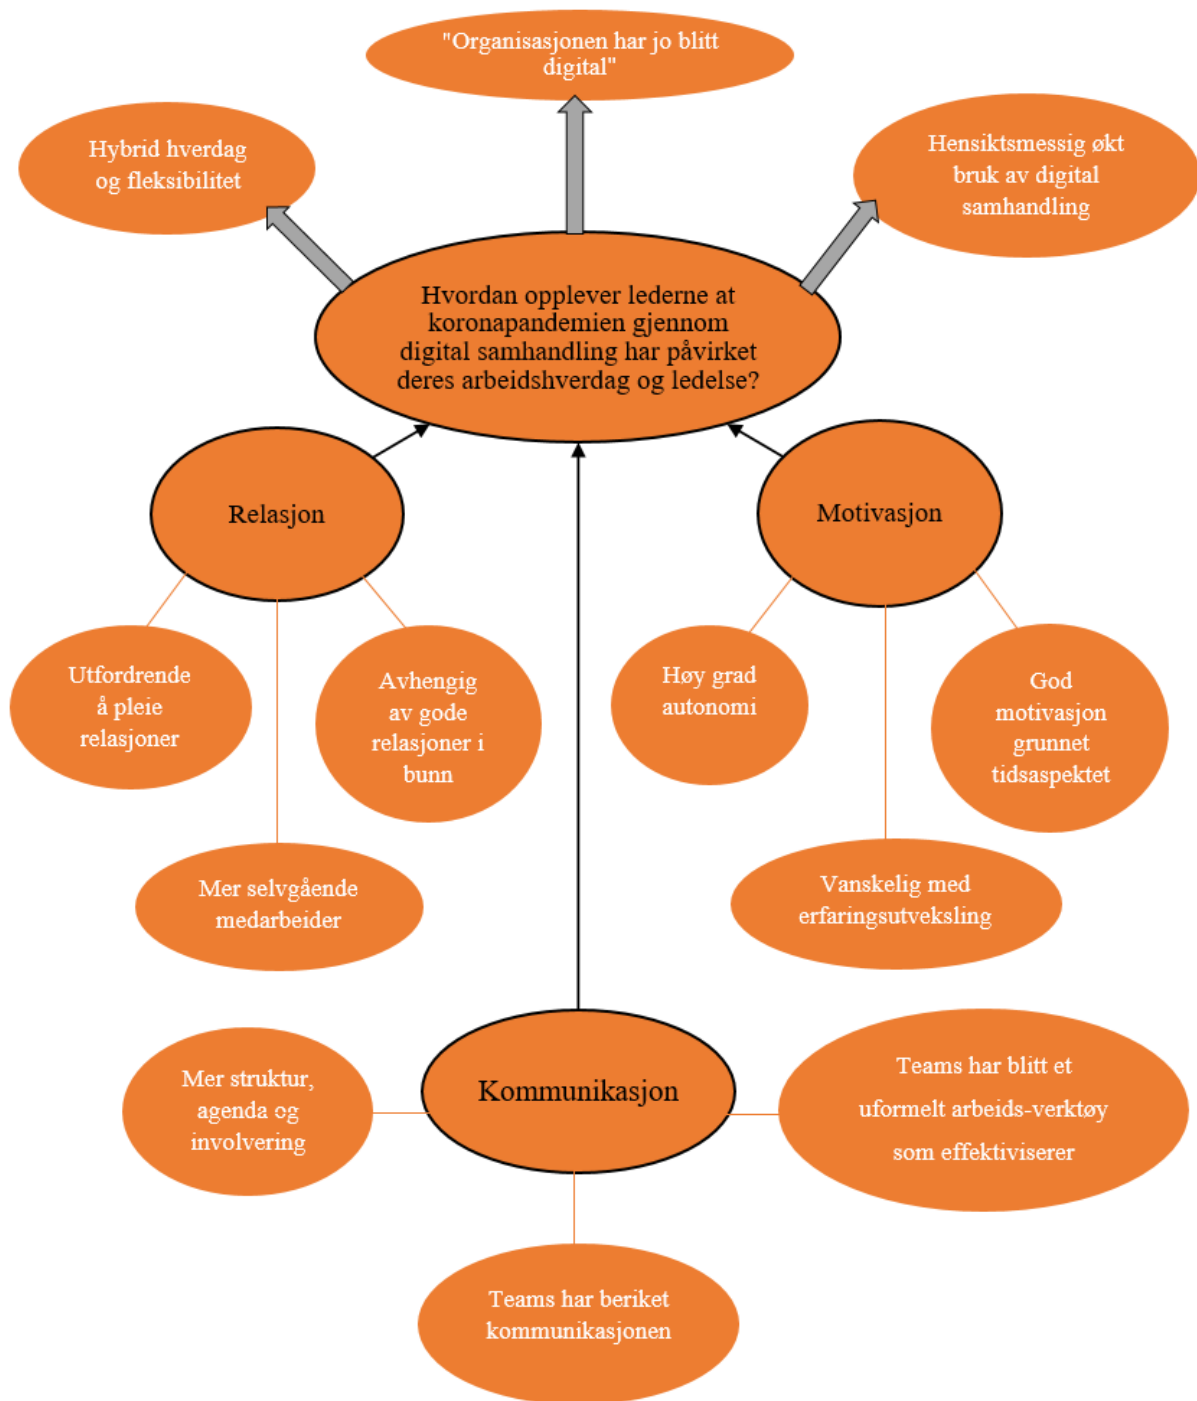 "Organisasjonen har jo blitt
digital"
Hybrid hverdag
og fleksibilitet
Hensiktsmessig økt
bruk av digital
samhandling
Hvordan opplever lederne at
koronapandemien gjennom
digital samhandling har påvirket
deres arbeidshverdag og ledelse?
Relasjon
Motivasjon
Utfordrende
å pleie
relasjoner
Avhengig
av gode
relasjoner i
bunn
Høy grad
autonomi
God
motivasjon
grunnet
tidsaspektet
Mer selvgående
medarbeider
Vanskelig med
erfaringsutveksling
Kommunikasjon
Mer struktur,
agenda og
involvering
Teams har blitt et
uformelt arbeids-verktøy
som effektiviserer
Teams har beriket
kommunikasjonen